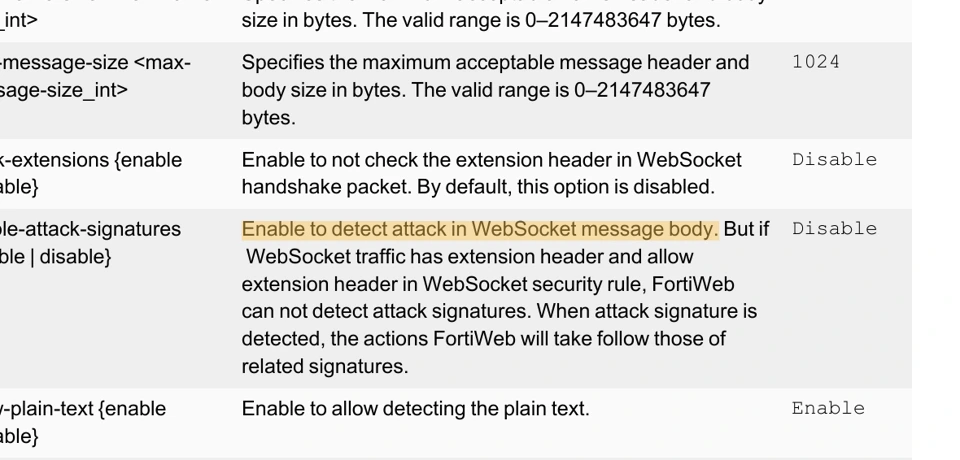 _int>
size in bytes. The valid range is 0–2147483647 bytes.
-message-size <max-
sage-size_int>
Specifies the maximum acceptable message header and
body size in bytes. The valid range is 0–2147483647
bytes.
1024
k-extensions {enable
able}
Enable to not check the extension header in WebSocket
handshake packet. By default, this option is disabled.
Disable
ole-attack-signatures
ble | disable}
Enable to detect attack in WebSocket message body. But if
WebSocket traffic has extension header and allow
extension header in WebSocket security rule, FortiWeb
can not detect attack signatures. When attack signature is
detected, the actions FortiWeb will take follow those of
related signatures.
Disable
v-plain-text {enable
able}
Enable to allow detecting the plain text.
Enable